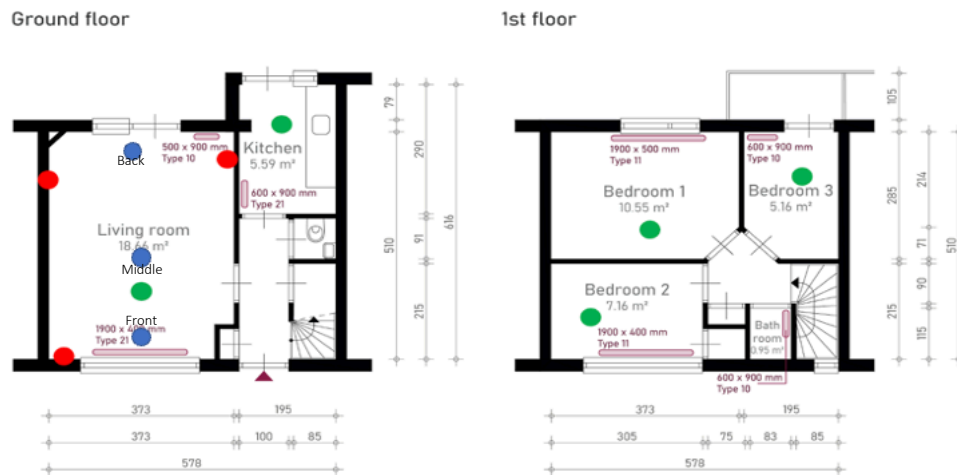 Ground floor
1st floor
79
105
500 x 900 mm
Type 10
Back
Kitchen
5.59 m²
600 x 900 mm
Type 21
290
Living room
18.66 m²
Middle
91
510
616
215
Front
1900 x 400 mm
Type 21
373
195
373
100
85
578
1900 x 500 mm
Type 11
600 x 900 mm
Type 10
Bedroom 1
10.55 m²
Bedroom 3
5.16 m²
285
214
71
510
Bedroom 2
7.16 m²
90
1900 x 400 mm
Type 11
Bath
room
0.95 m²
215
115
600 x 900 mm
Type 10
373
195
305
75
83
85
578